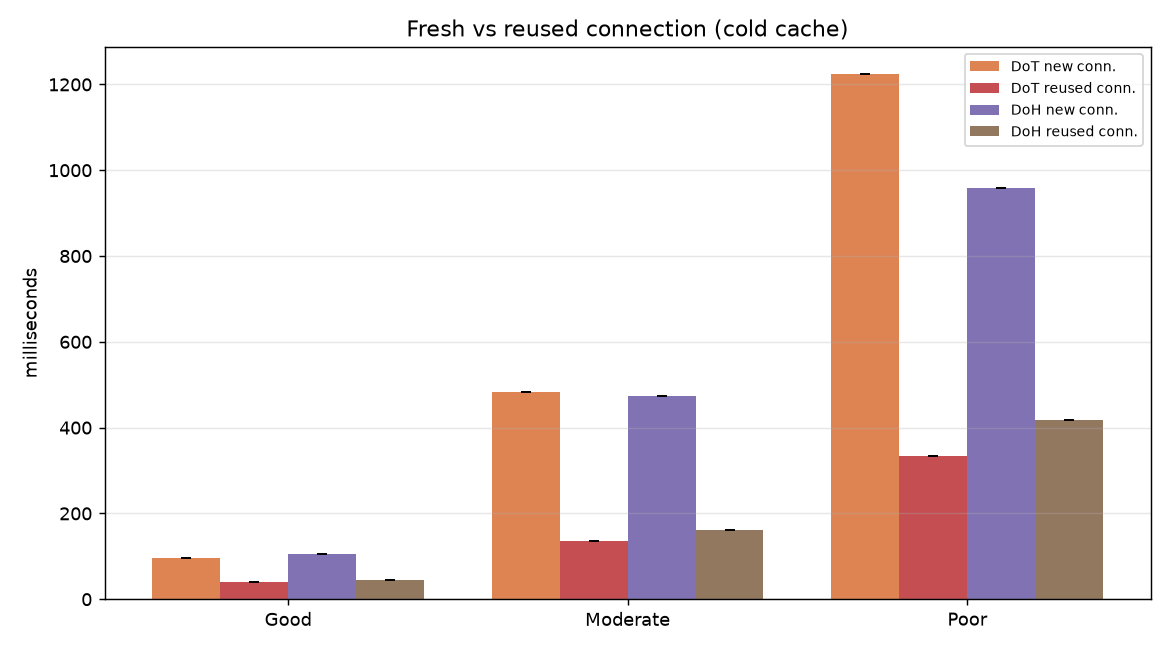 Fresh vs reused connection (cold cache)
DoT new conn.
DoT reused conn.
DoH new conn.
DoH reused conn.
milliseconds
1200
1000
800
600
400
200
0
Good Moderate Poor